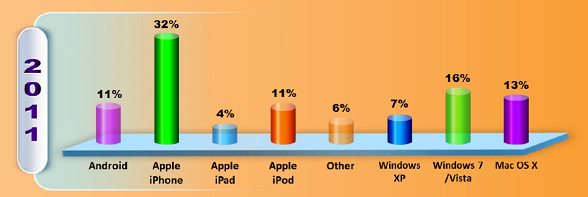 2011
32%
11%
4%
11%
6%
7%
16%
13%
Android
Apple
iPhone
Apple
iPad
Apple
iPod
Other
Windows
XP
Windows 7
/Vista
Mac OS X